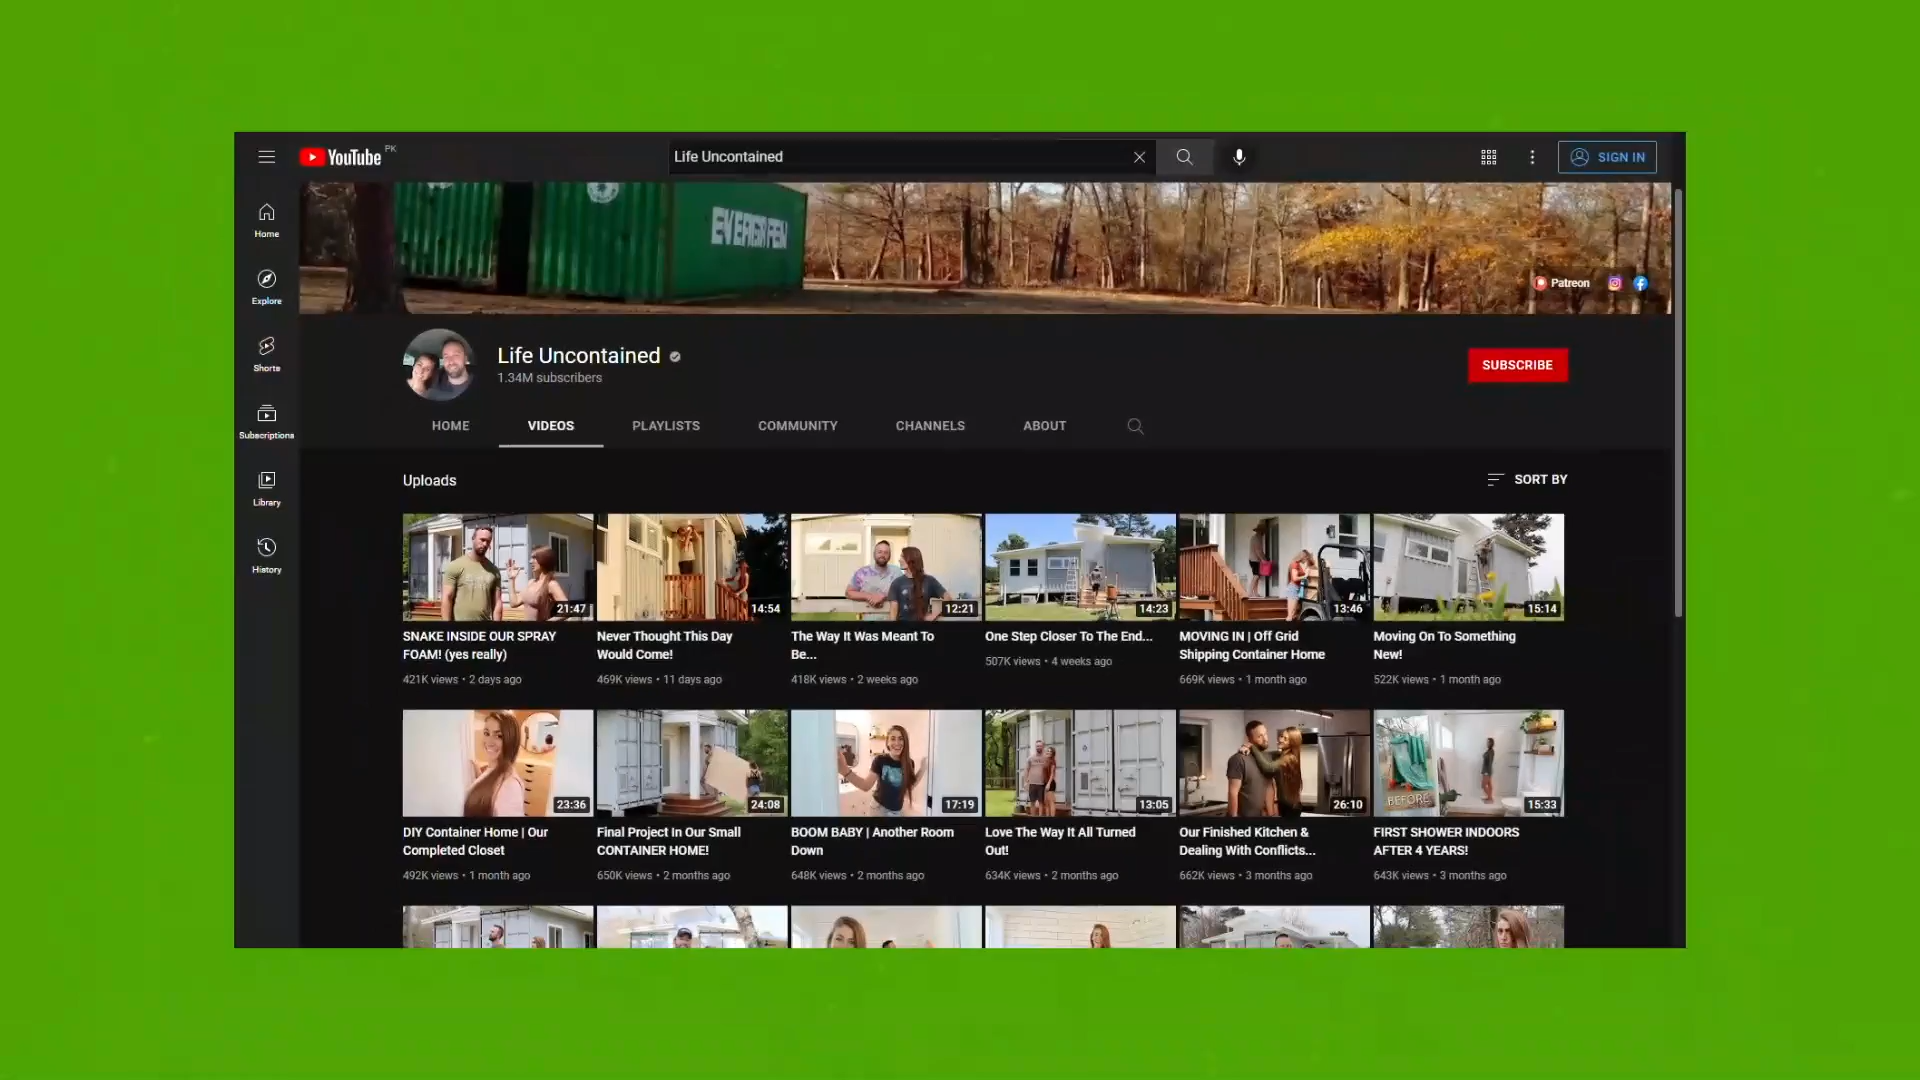 YouTube PK
Life Uncontained
SIGN IN
Home
Explore
Shorts
Subscriptions
Library
History
EVERGREEN
Patreon
Life Uncontained
1.34M subscribers
SUBSCRIBE
HOME VIDEOS PLAYLISTS COMMUNITY CHANNELS ABOUT
Uploads
SORT BY
21:47
SNAKE INSIDE OUR SPRAY
FOAM! (yes really)
421K views • 2 days ago
14:54
Never Thought This Day
Would Come!
469K views • 11 days ago
12:21
The Way It Was Meant To
Be...
418K views • 2 weeks ago
14:23
One Step Closer To The End...
507K views • 4 weeks ago
13:46
MOVING IN | Off Grid
Shipping Container Home
669K views • 1 month ago
15:14
Moving On To Something
New!
522K views • 1 month ago
23:36
DIY Container Home | Our
Completed Closet
492K views • 1 month ago
24:08
Final Project In Our Small
CONTAINER HOME!
650K views • 2 months ago
17:19
BOOM BABY | Another Room
Down
648K views • 2 months ago
13:05
Love The Way It All Turned
Out!
634K views • 2 months ago
26:10
Our Finished Kitchen &
Dealing With Conflicts...
662K views • 3 months ago
BEFORE
15:33
FIRST SHOWER INDOORS
AFTER 4 YEARS!
643K views • 3 months ago